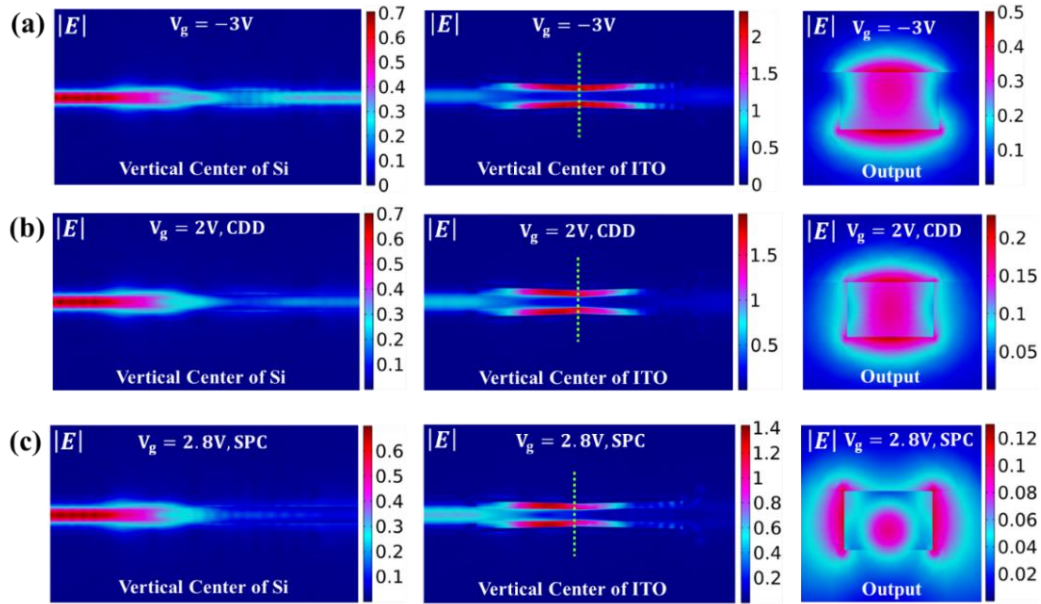 (a)
|E| V_g = −3V
Vertical Center of Si
0.7
0.6
0.5
0.4
0.3
0.2
0.1
0
|E| V_g = −3V
Vertical Center of ITO
2
1.5
1
0.5
0
|E| V_g = −3V
Output
0.5
0.4
0.3
0.2
0.1
(b)
|E| V_g = 2V, CDD
Vertical Center of Si
0.7
0.6
0.5
0.4
0.3
0.2
0.1
|E| V_g = 2V, CDD
Vertical Center of ITO
1.5
1
0.5
|E| V_g = 2V, CDD
Output
0.2
0.15
0.1
0.05
(c)
|E| V_g = 2.8V, SPC
Vertical Center of Si
0.6
0.5
0.4
0.3
0.2
0.1
|E| V_g = 2.8V, SPC
Vertical Center of ITO
1.4
1.2
1
0.8
0.6
0.4
0.2
|E| V_g = 2.8V, SPC
Output
0.12
0.1
0.08
0.06
0.04
0.02